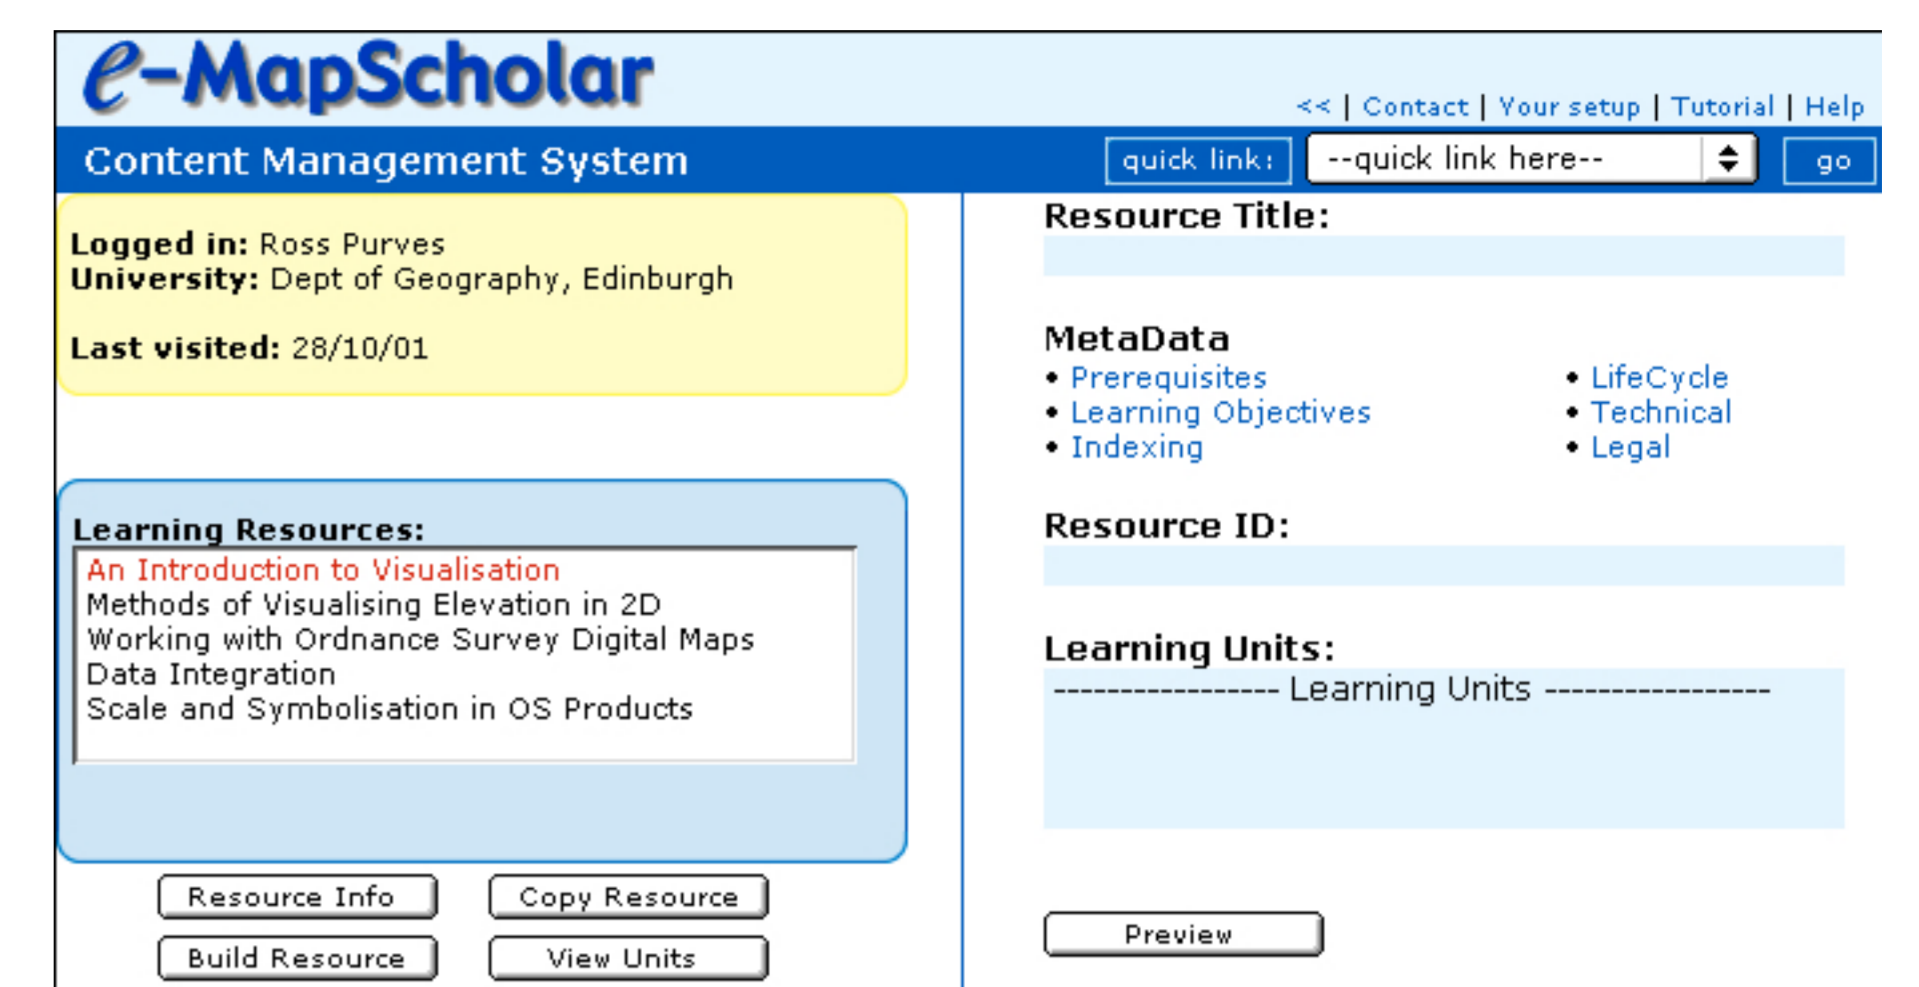 e-MapScholar
<< | Contact | Your setup | Tutorial | Help
Content Management System
quick link:
--quick link here--
go
Logged in: Ross Purves
University: Dept of Geography, Edinburgh
Last visited: 28/10/01
Learning Resources:
An Introduction to Visualisation
Methods of Visualising Elevation in 2D
Working with Ordnance Survey Digital Maps
Data Integration
Scale and Symbolisation in OS Products
Resource Info
Copy Resource
Build Resource
View Units
Resource Title:
MetaData
• Prerequisites
• Learning Objectives
• Indexing
• LifeCycle
• Technical
• Legal
Resource ID:
Learning Units:
----------------- Learning Units -----------------
Preview